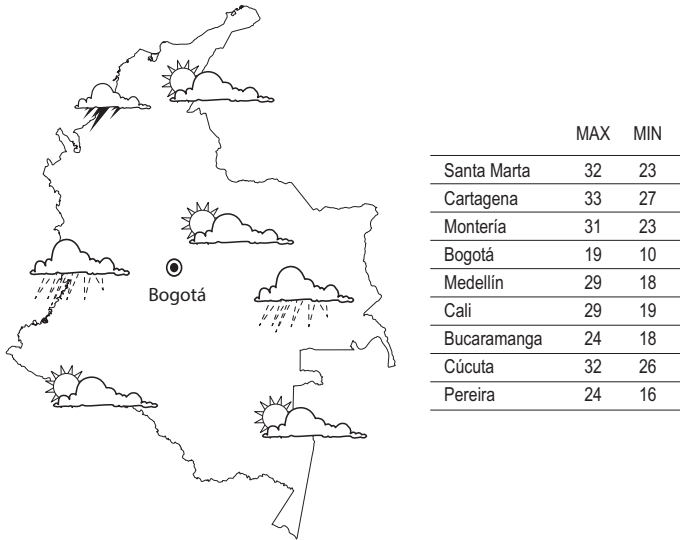 Bogotá
MAX MIN
Santa Marta 32 23
Cartagena 33 27
Montería 31 23
Bogotá 19 10
Medellín 29 18
Cali 29 19
Bucaramanga 24 18
Cúcuta 32 26
Pereira 24 16